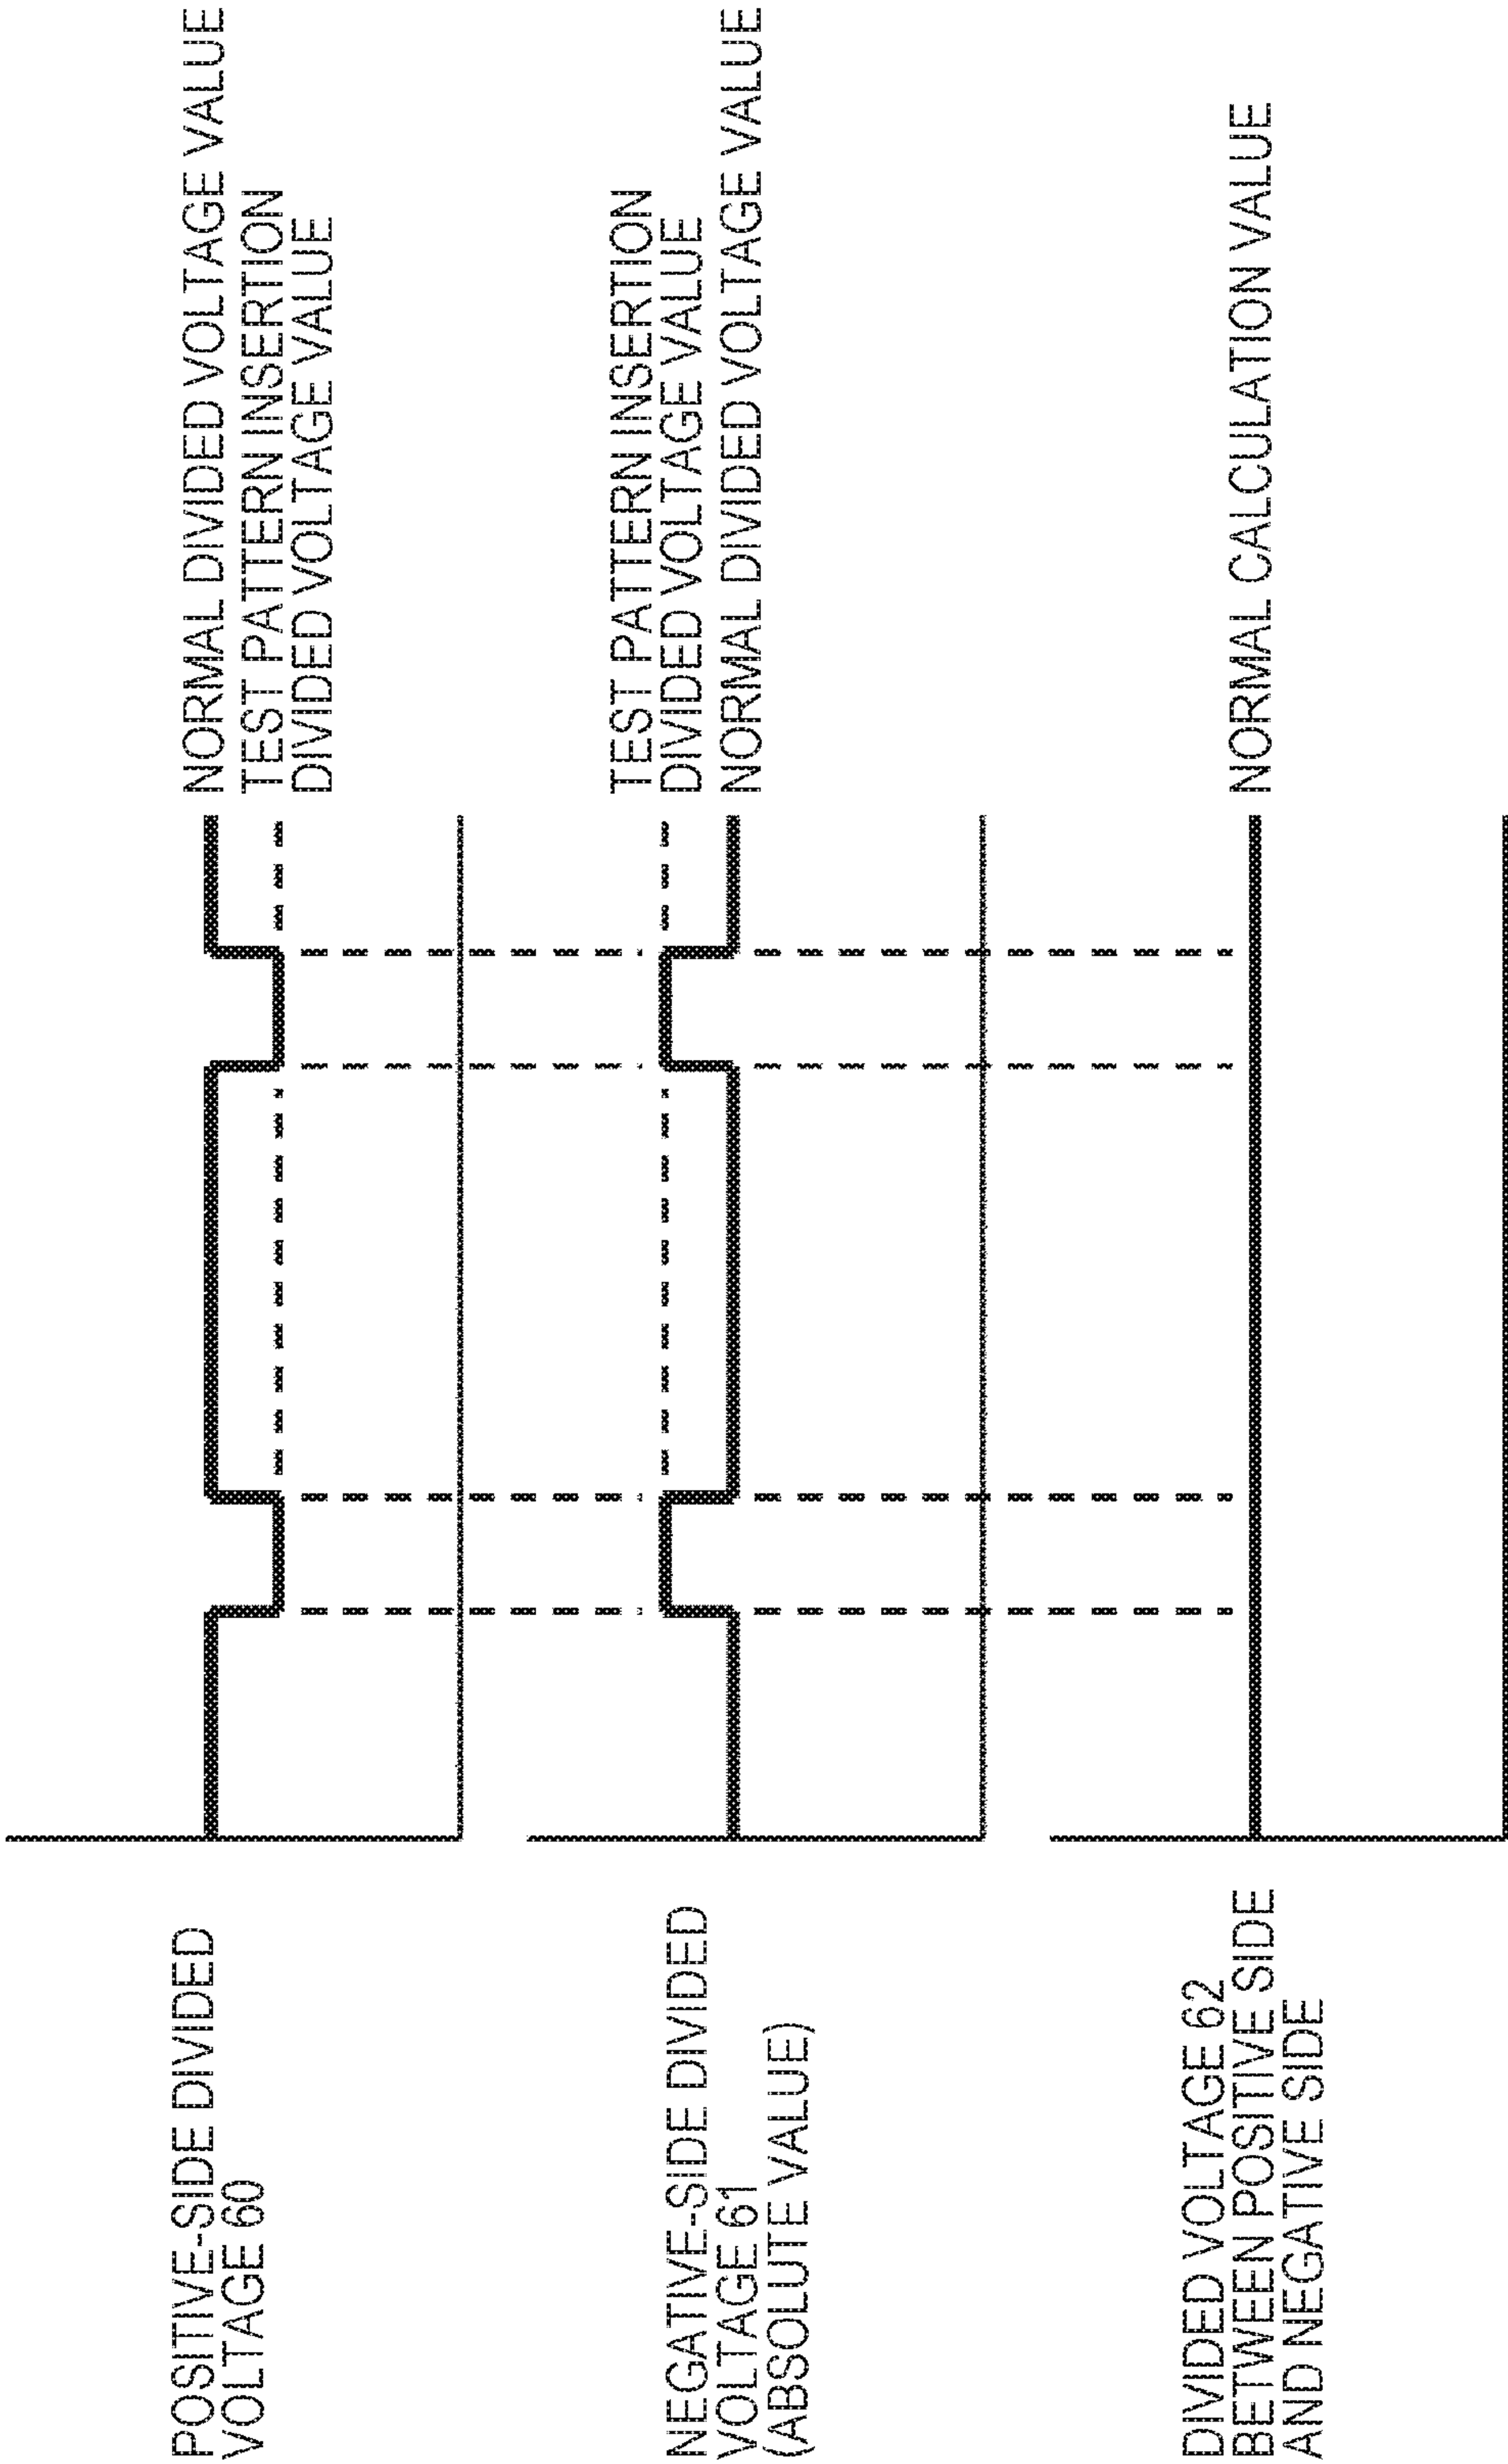 POSITIVE-SIDE DIVIDED
VOLTAGE 60
NORMAL DIVIDED VOLTAGE VALUE
TEST PATTERN INSERTION
DIVIDED VOLTAGE VALUE
NEGATIVE-SIDE DIVIDED
VOLTAGE 61
(ABSOLUTE VALUE)
TEST PATTERN INSERTION
DIVIDED VOLTAGE VALUE
NORMAL DIVIDED VOLTAGE VALUE
DIVIDED VOLTAGE 62
BETWEEN POSITIVE SIDE
AND NEGATIVE SIDE
NORMAL CALCULATION VALUE